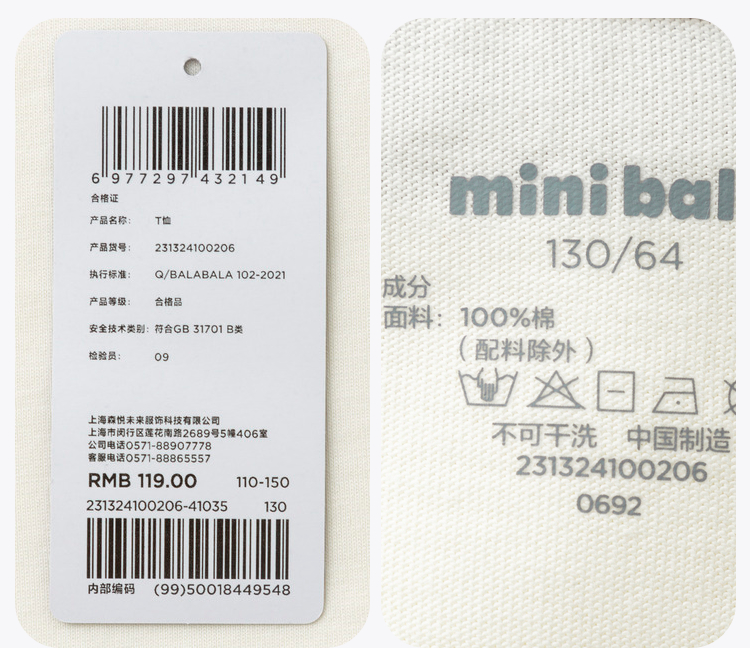 6 977297 432149
合格证
产品名称: T恤
产品货号: 231324100206
执行标准: Q/BALABALA 102-2021
产品等级: 合格品
安全技术类别: 符合GB 31701 B类
检验员: 09
上海森悦未来服饰科技有限公司
上海市闵行区莲花南路2689号5幢406室
公司电话0571-88907778
客服电话0571-88865557
RMB 119.00 110-150
231324100206-41035 130
内部编码 (99)50018449548
mini bal
130/64
成分
面料: 100%棉
(配料除外)
不可干洗 中国制造
231324100206
0692